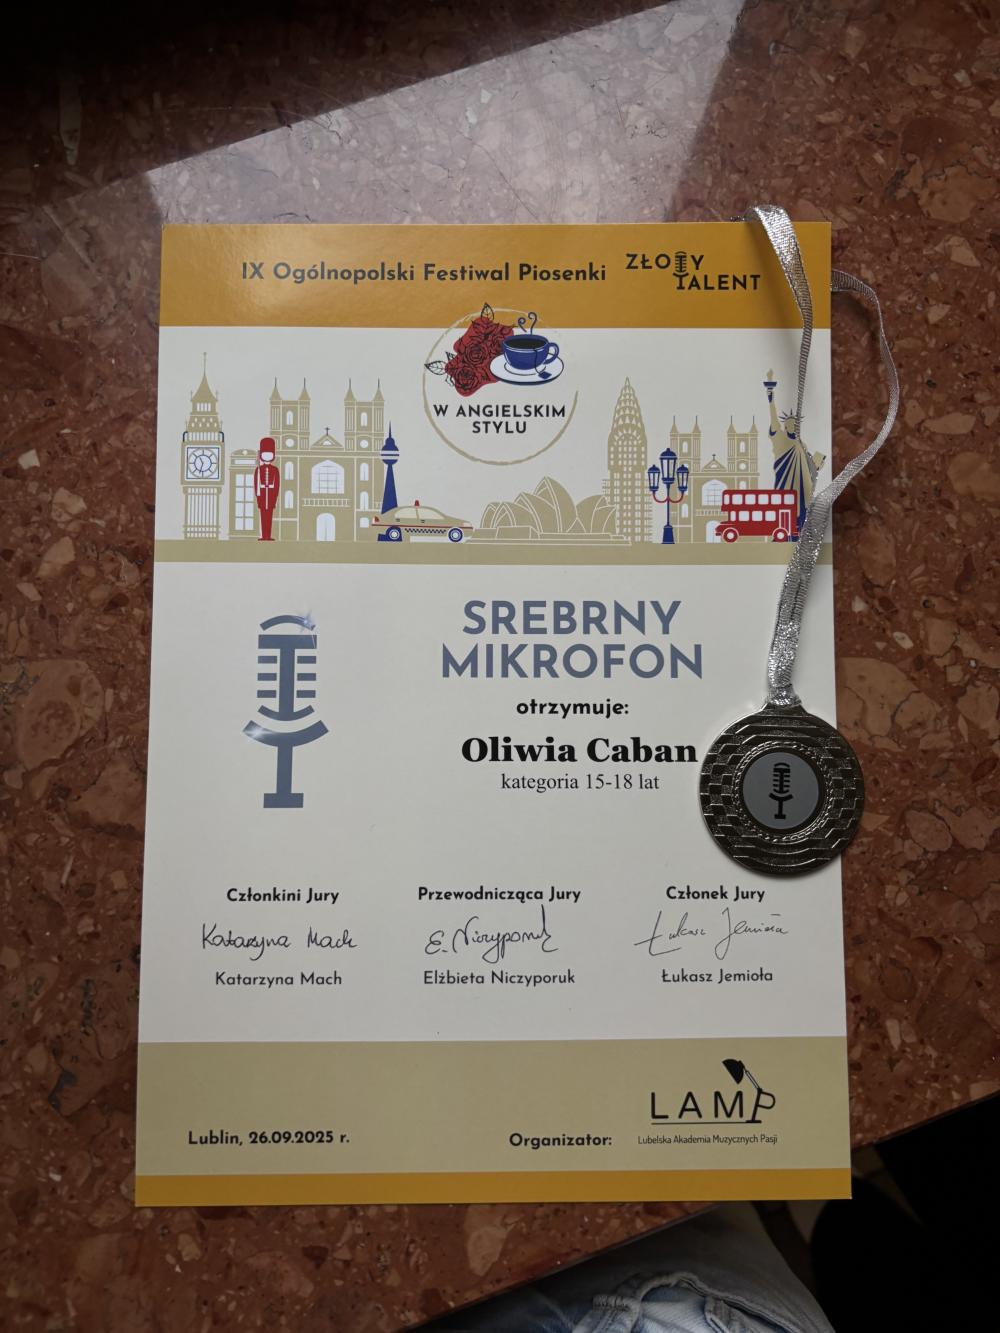 IX Ogólnopolski Festiwal Piosenki
ZŁOTY
TALENT
W ANGIELSKIM
STYLU
SREBRNY
MIKROFON
otrzymuje:
Oliwia Caban
kategoria 15-18 lat
Członkini Jury
Katarzyna Mach
Katarzyna Mach
Przewodnicząca Jury
E. Niczyporuk
Elżbieta Niczyporuk
Członek Jury
Łukasz Jemioła
Łukasz Jemioła
Lublin, 26.09.2025 r.
Organizator:
LAMP
Lubelska Akademia Muzycznych Pasji